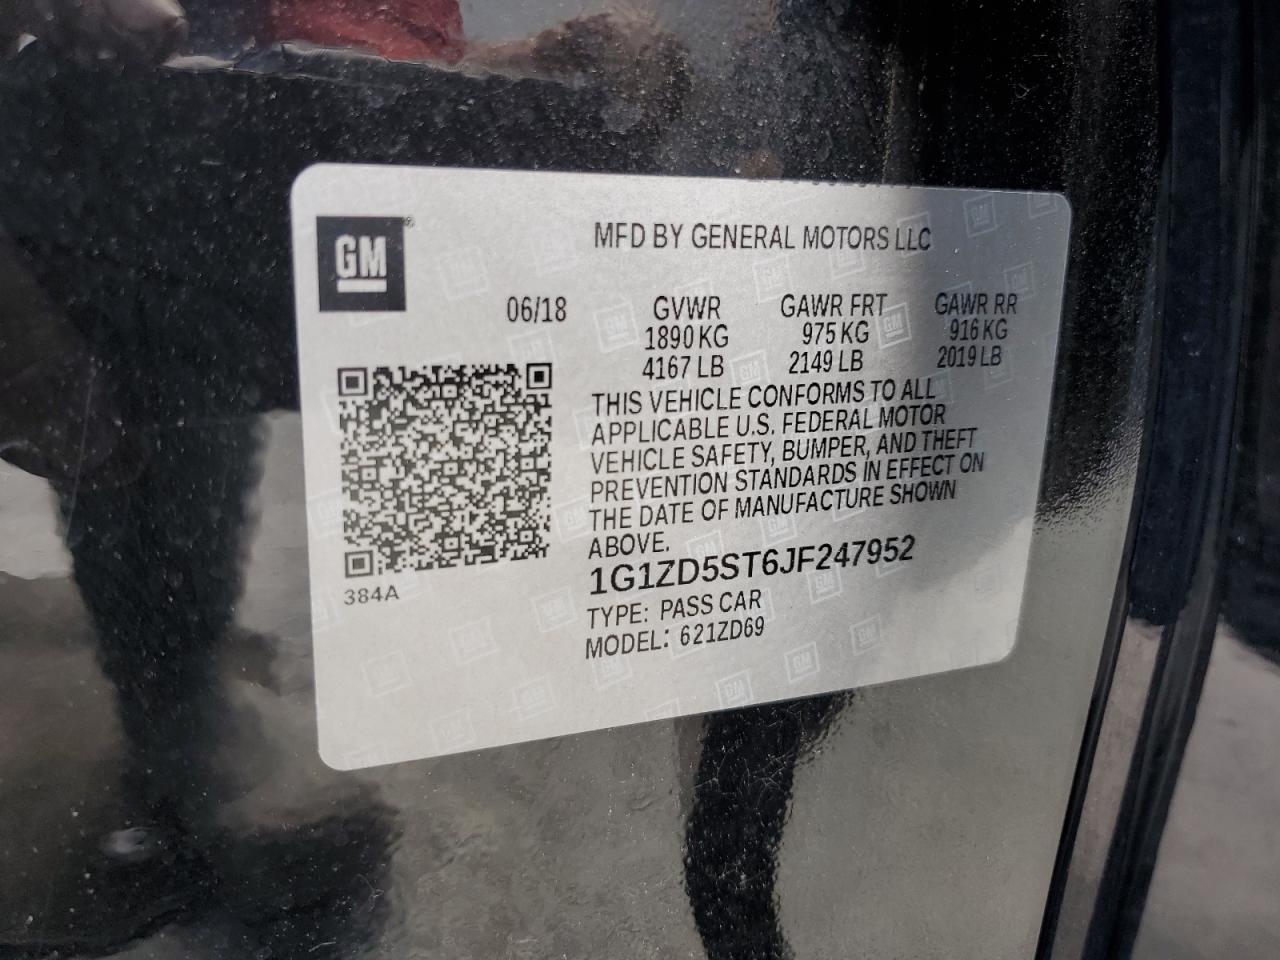 GM
MFD BY GENERAL MOTORS LLC
06/18 GVWR GAWR FRT GAWR RR
1890 KG 975 KG 916 KG
4167 LB 2149 LB 2019 LB
THIS VEHICLE CONFORMS TO ALL
APPLICABLE U.S. FEDERAL MOTOR
VEHICLE SAFETY, BUMPER, AND THEFT
PREVENTION STANDARDS IN EFFECT ON
THE DATE OF MANUFACTURE SHOWN
ABOVE.
1G1ZD5ST6JF247952
384A
TYPE: PASS CAR
MODEL: 621ZD69